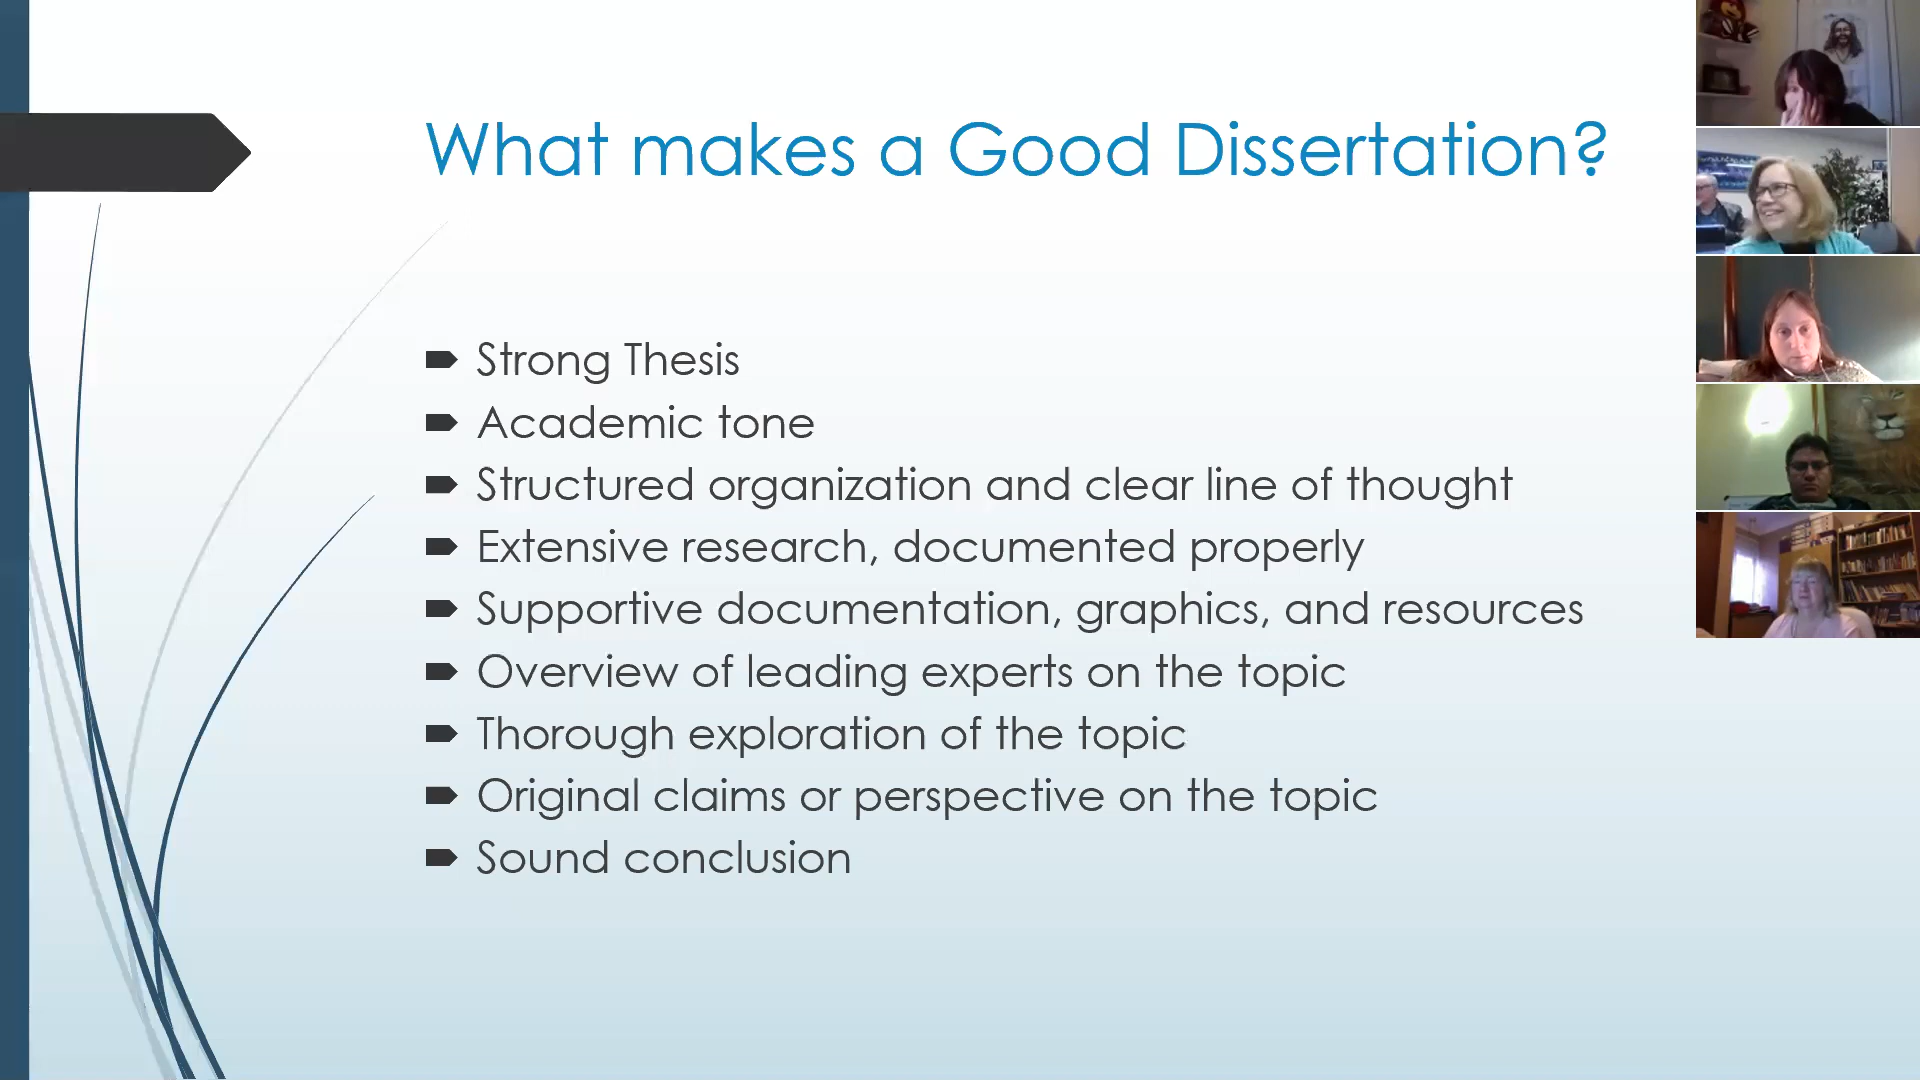 What makes a Good Dissertation?
Strong Thesis
Academic tone
Structured organization and clear line of thought
Extensive research, documented properly
Supportive documentation, graphics, and resources
Overview of leading experts on the topic
Thorough exploration of the topic
Original claims or perspective on the topic
Sound conclusion